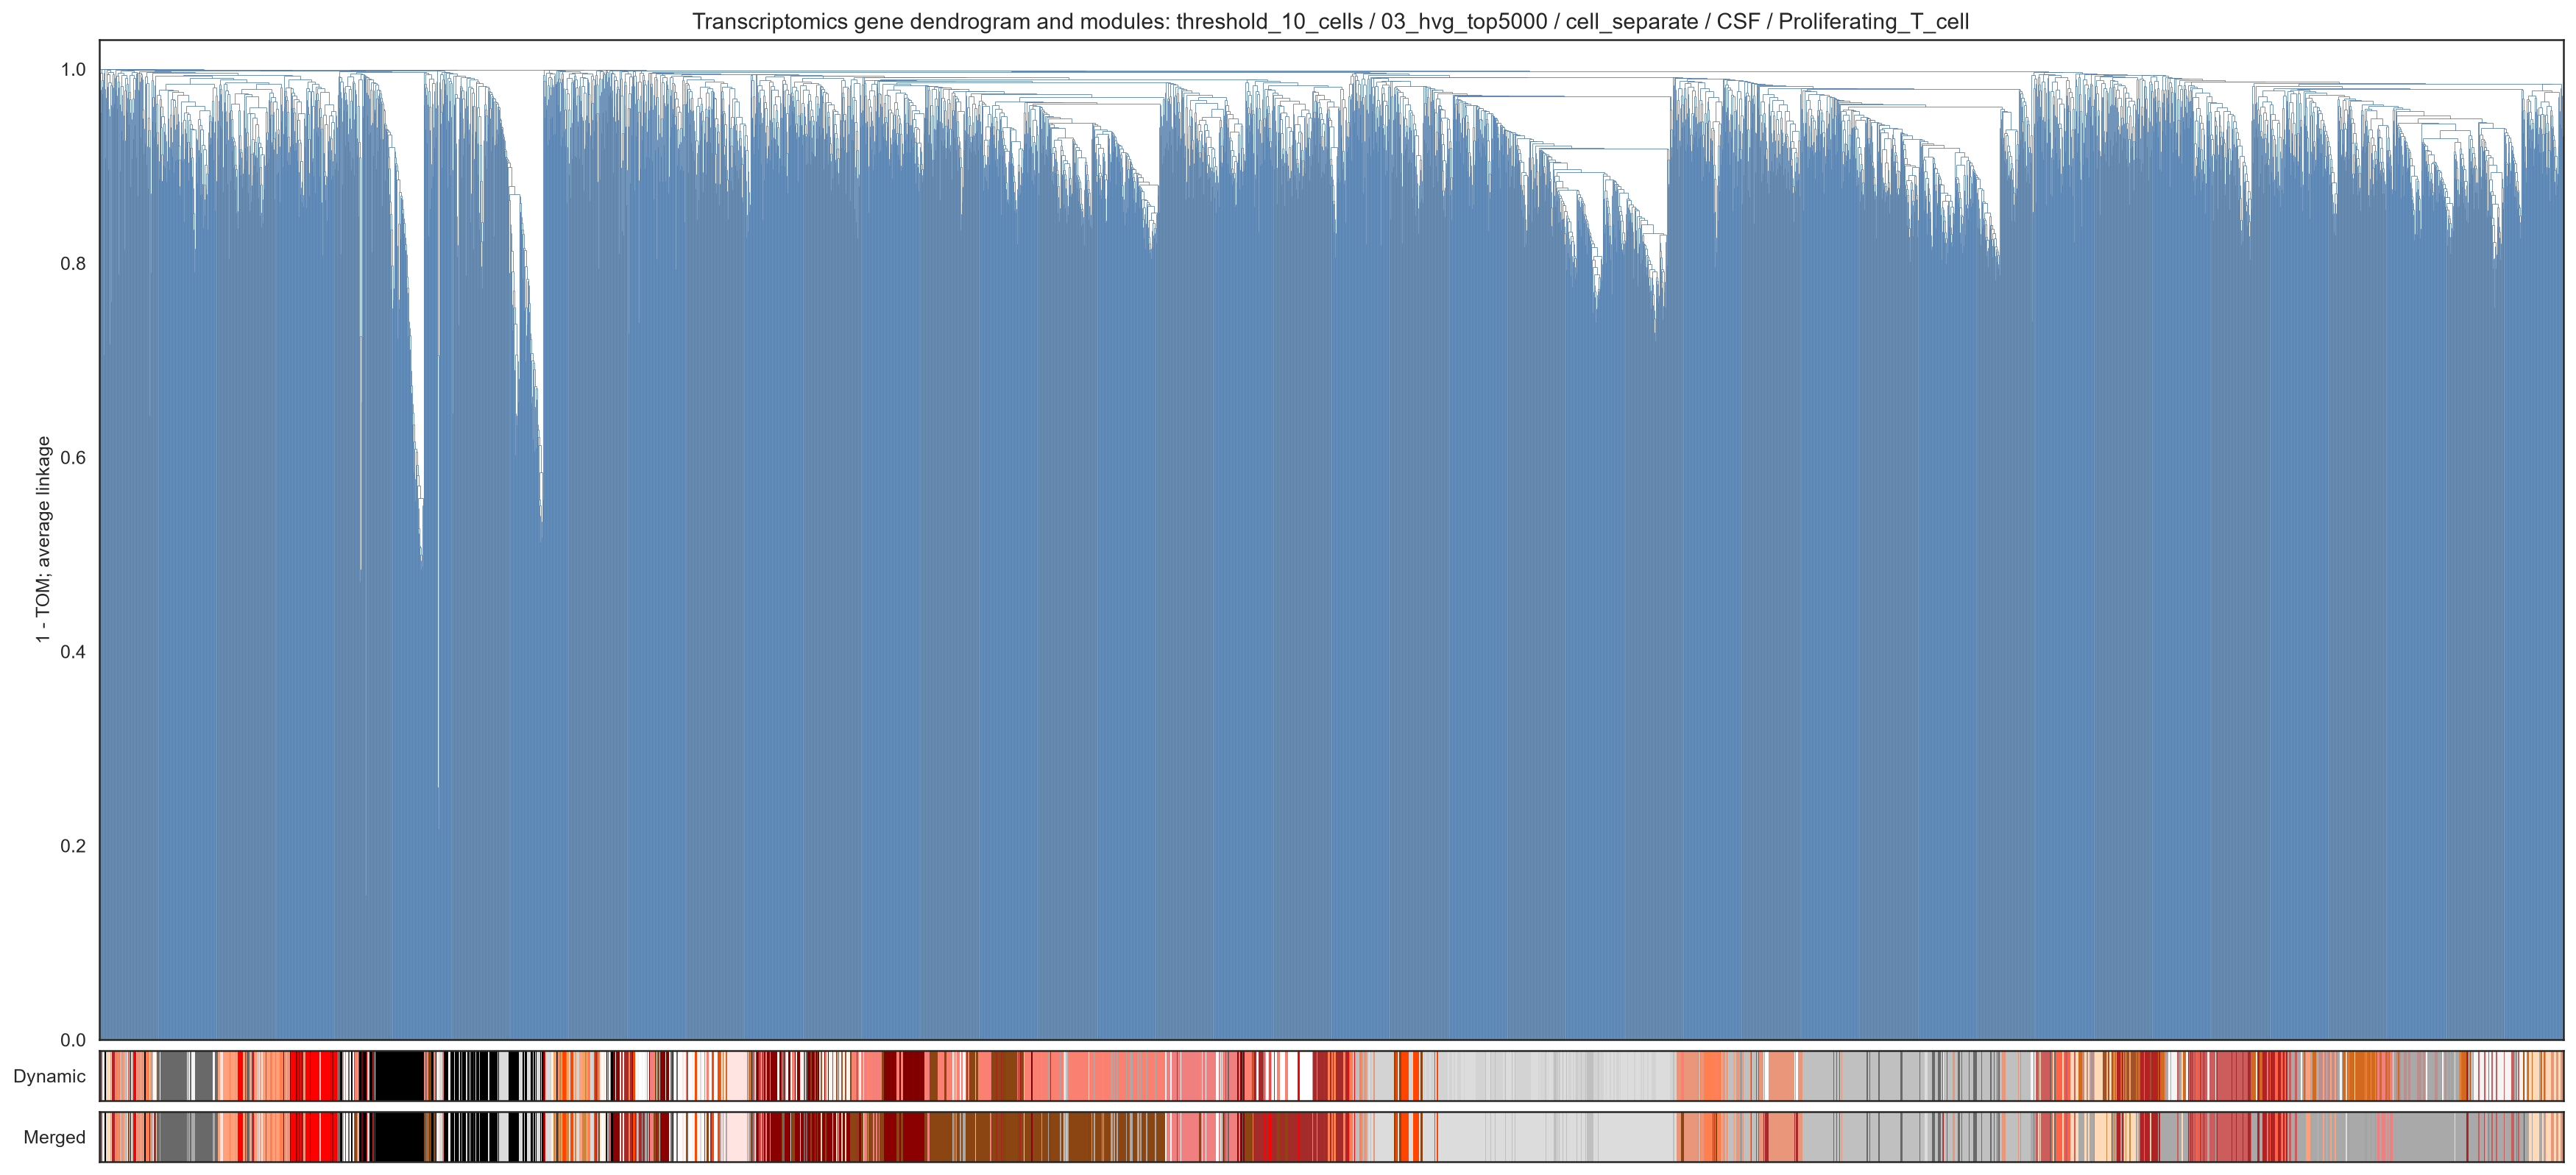 Transcriptomics gene dendrogram and modules: threshold_10_cells / 03_hvg_top5000 / cell_separate / CSF / Proliferating_T_cell
1.0
0.8
0.6
0.4
0.2
0.0
1 - TOM; average linkage
Dynamic
Merged